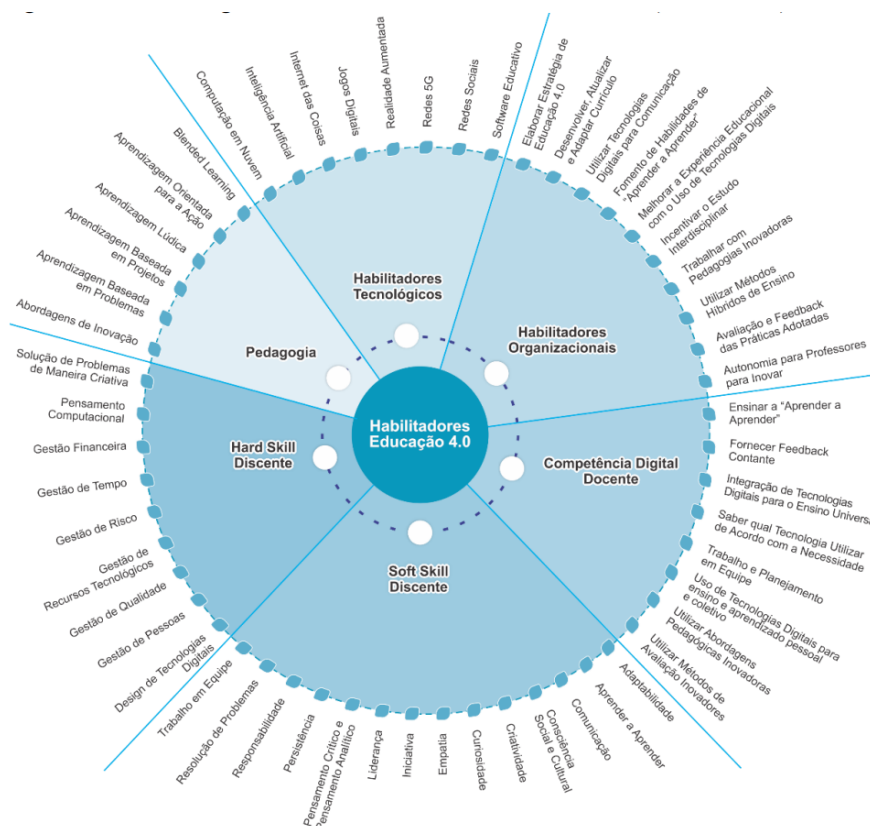 Computação em Nuvem
Inteligência Artificial
Internet das Coisas
Jogos Digitais
Realidade Aumentada
Redes 5G
Redes Sociais
Software Educativo
Elaborar Estratégia de
Educação 4.0
Desenvolver, Atualizar
e Adaptar Currículo
Utilizar Tecnologias
Digitais para Comunicação
Fomento de Habilidades de
“Aprender a Aprender”
Melhorar a Experiência Educacional
com o Uso de Tecnologias Digitais
Incentivar o Estudo
Interdisciplinar
Trabalhar com
Pedagogias Inovadoras
Utilizar Métodos
Híbridos de Ensino
Avaliação e Feedback
das Práticas Adotadas
Autonomia para Professores
para Inovar
Ensinar a “Aprender a
Aprender”
Fornecer Feedback
Contante
Integração de Tecnologias
Digitais para o Ensino Universa
Saber qual Tecnologia Utilizar
de Acordo com a Necessidade
Trabalho e Planejamento
em Equipe
Uso de Tecnologias Digitais para
ensino e aprendizado pessoal
e coletivo
Utilizar Abordagens
Pedagógicas Inovadoras
Utilizar Métodos de
Avaliação Inovadores
Adaptabilidade
Aprender a Aprender
Comunicação
Consciência
Social e Cultural
Criatividade
Curiosidade
Empatia
Iniciativa
Liderança
Pensamento Crítico e
Pensamento Analítico
Persistência
Responsabilidade
Resolução de Problemas
Trabalho em Equipe
Design de Tecnologias
Digitais
Gestão de Pessoas
Gestão de Qualidade
Gestão de
Recursos Tecnológicos
Gestão de Risco
Gestão de Tempo
Gestão Financeira
Pensamento
Computacional
Solução de Problemas
de Maneira Criativa
Abordagens de Inovação
Aprendizagem Baseada
em Problemas
Aprendizagem Baseada
em Projetos
Aprendizagem Lúdica
Aprendizagem Orientada
para a Ação
Blended Learning
Habilitadores
Tecnológicos
Habilitadores
Organizacionais
Competência Digital
Docente
Soft Skill
Discente
Hard Skill
Discente
Pedagogia
Habilitadores
Educação 4.0